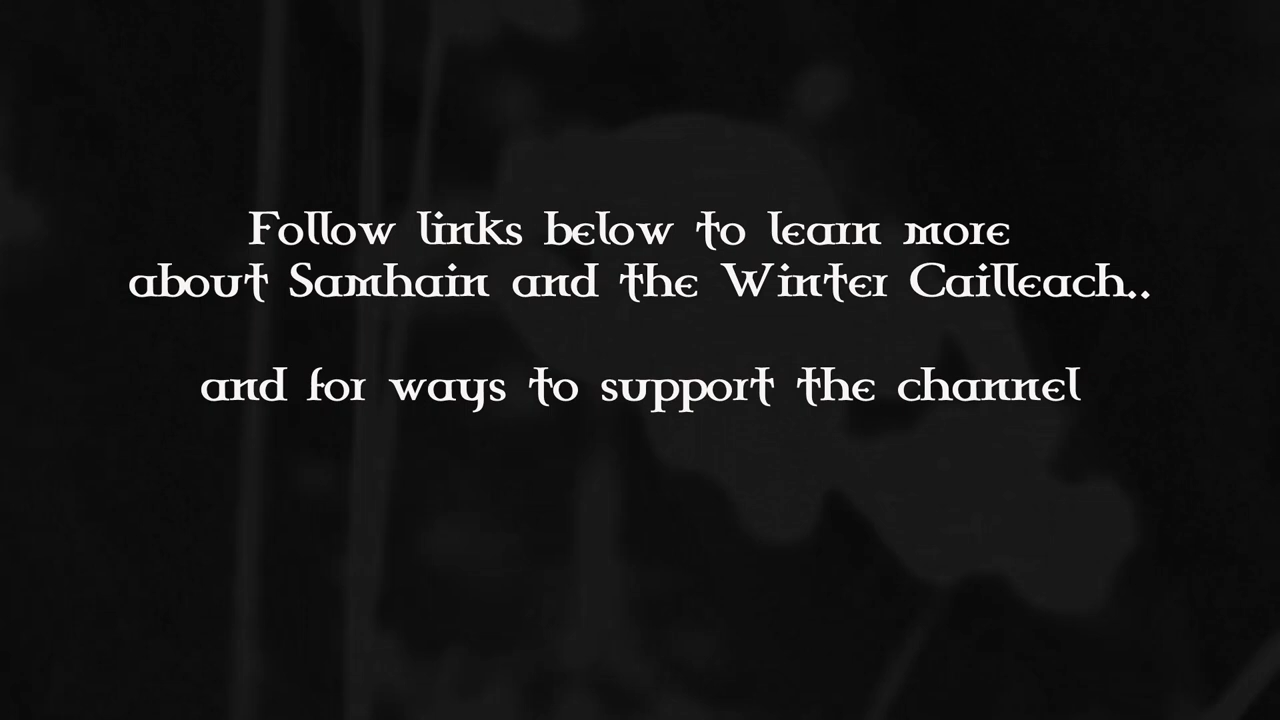 Follow links below to learn more
about Samhain and the Winter Cailleach..
and for ways to support the channel